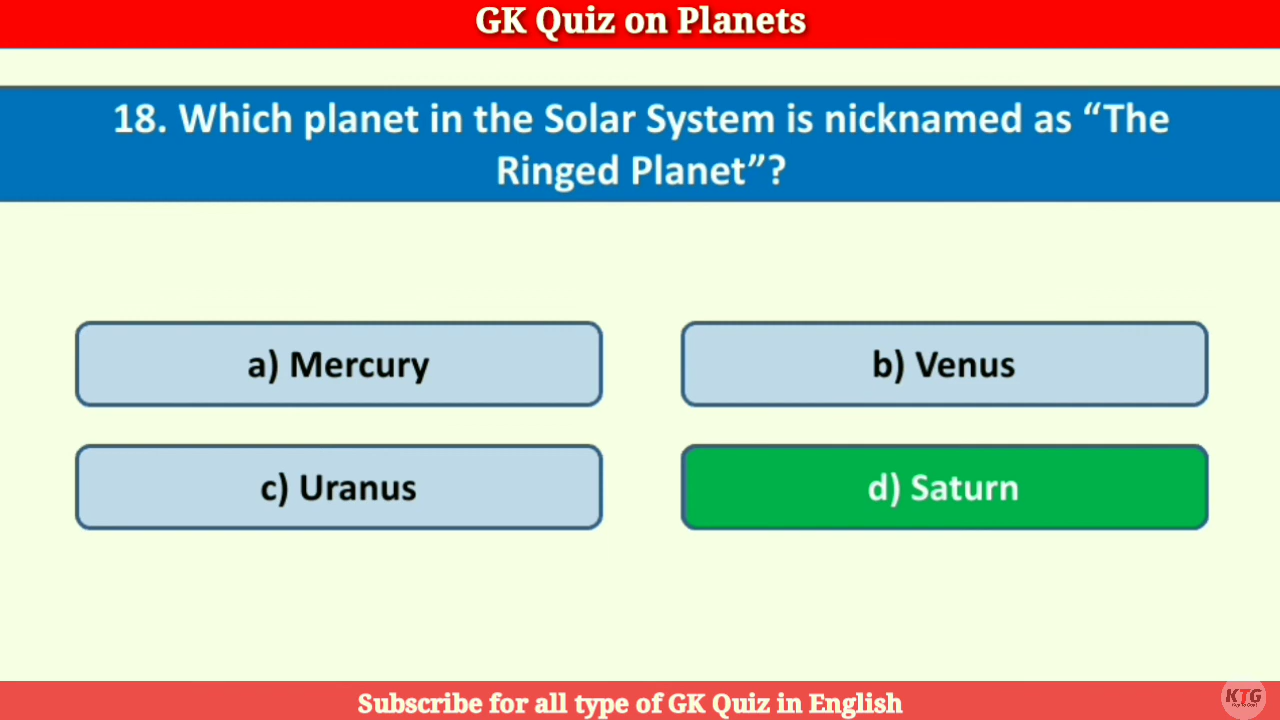 GK Quiz on Planets
18. Which planet in the Solar System is nicknamed as “The
Ringed Planet”?
a) Mercury
b) Venus
c) Uranus
d) Saturn
Subscribe for all type of GK Quiz in English
KTG